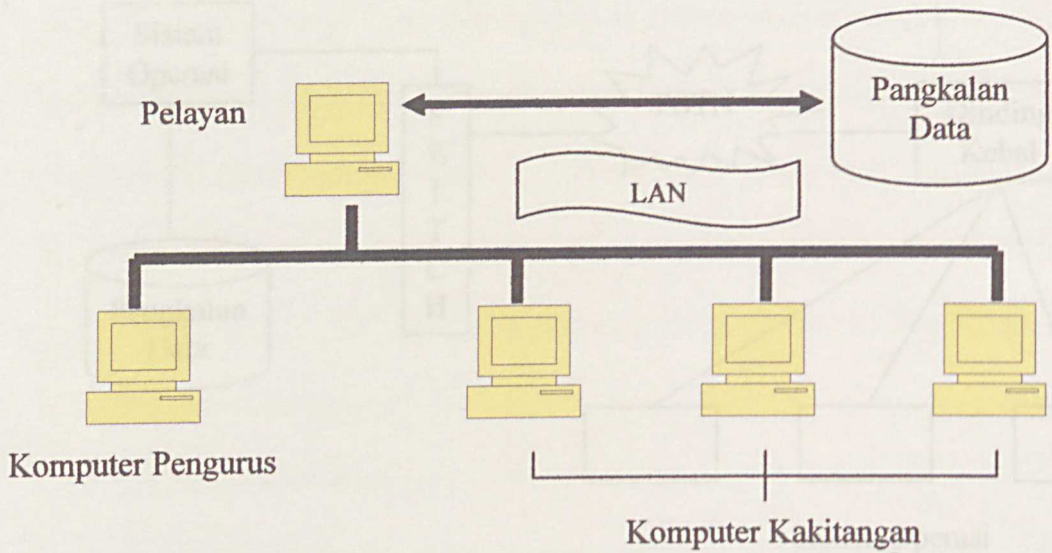 Pelayan
Pangkalan
Data
LAN
Komputer Pengurus
Komputer Kakitangan